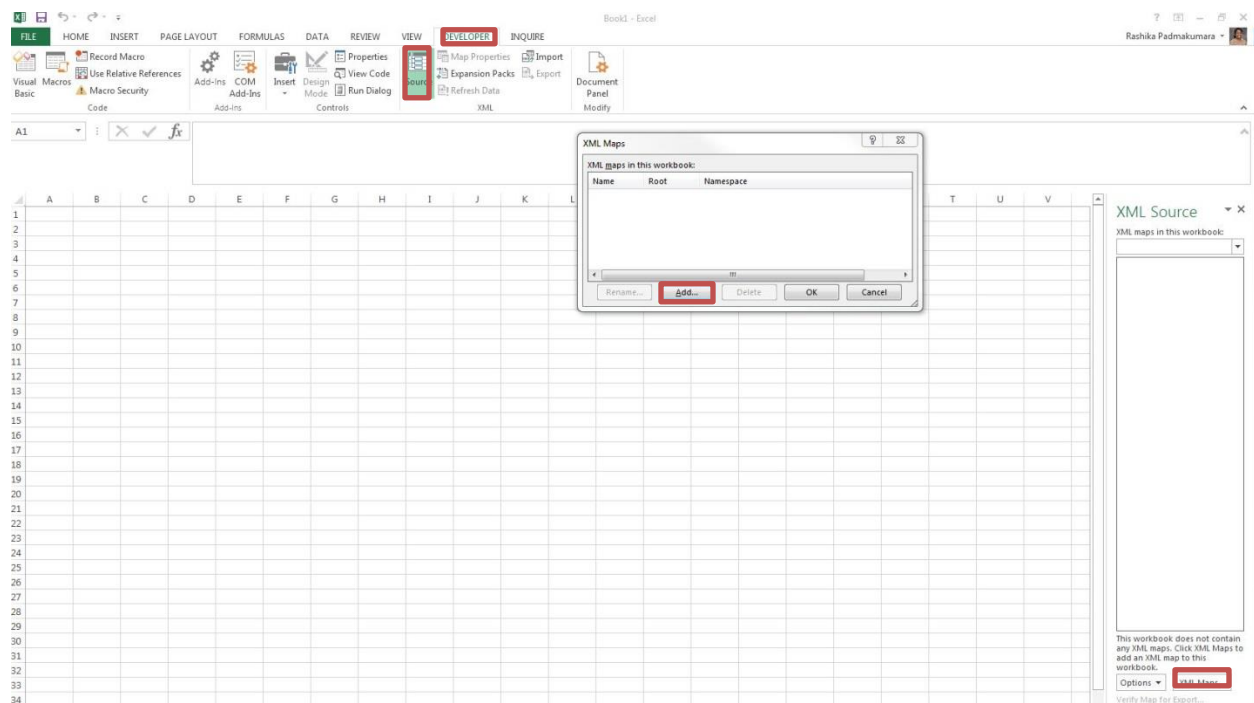 Book1 - Excel
FILE HOME INSERT PAGE LAYOUT FORMULAS DATA REVIEW VIEW DEVELOPER INQUIRE Rashika Padmakumara
Record Macro
Use Relative References
Macro Security
Visual Basic
Macros
Code
Add-Ins
COM Add-Ins
Add-Ins
Insert
Design Mode
Properties
View Code
Run Dialog
Controls
Source
Map Properties
Expansion Packs
Refresh Data
Import
Export
XML
Document Panel
Modify
A1 fx
XML Maps
XML maps in this workbook:
Name Root Namespace
Rename... Add... Delete OK Cancel
A B C D E F G H I J K L T U V
1
2
3
4
5
6
7
8
9
10
11
12
13
14
15
16
17
18
19
20
21
22
23
24
25
26
27
28
29
30
31
32
33
34
XML Source
XML maps in this workbook:
This workbook does not contain
any XML maps. Click XML Maps to
add an XML map to this
workbook.
Options XML Maps...
Verify Map for Export...